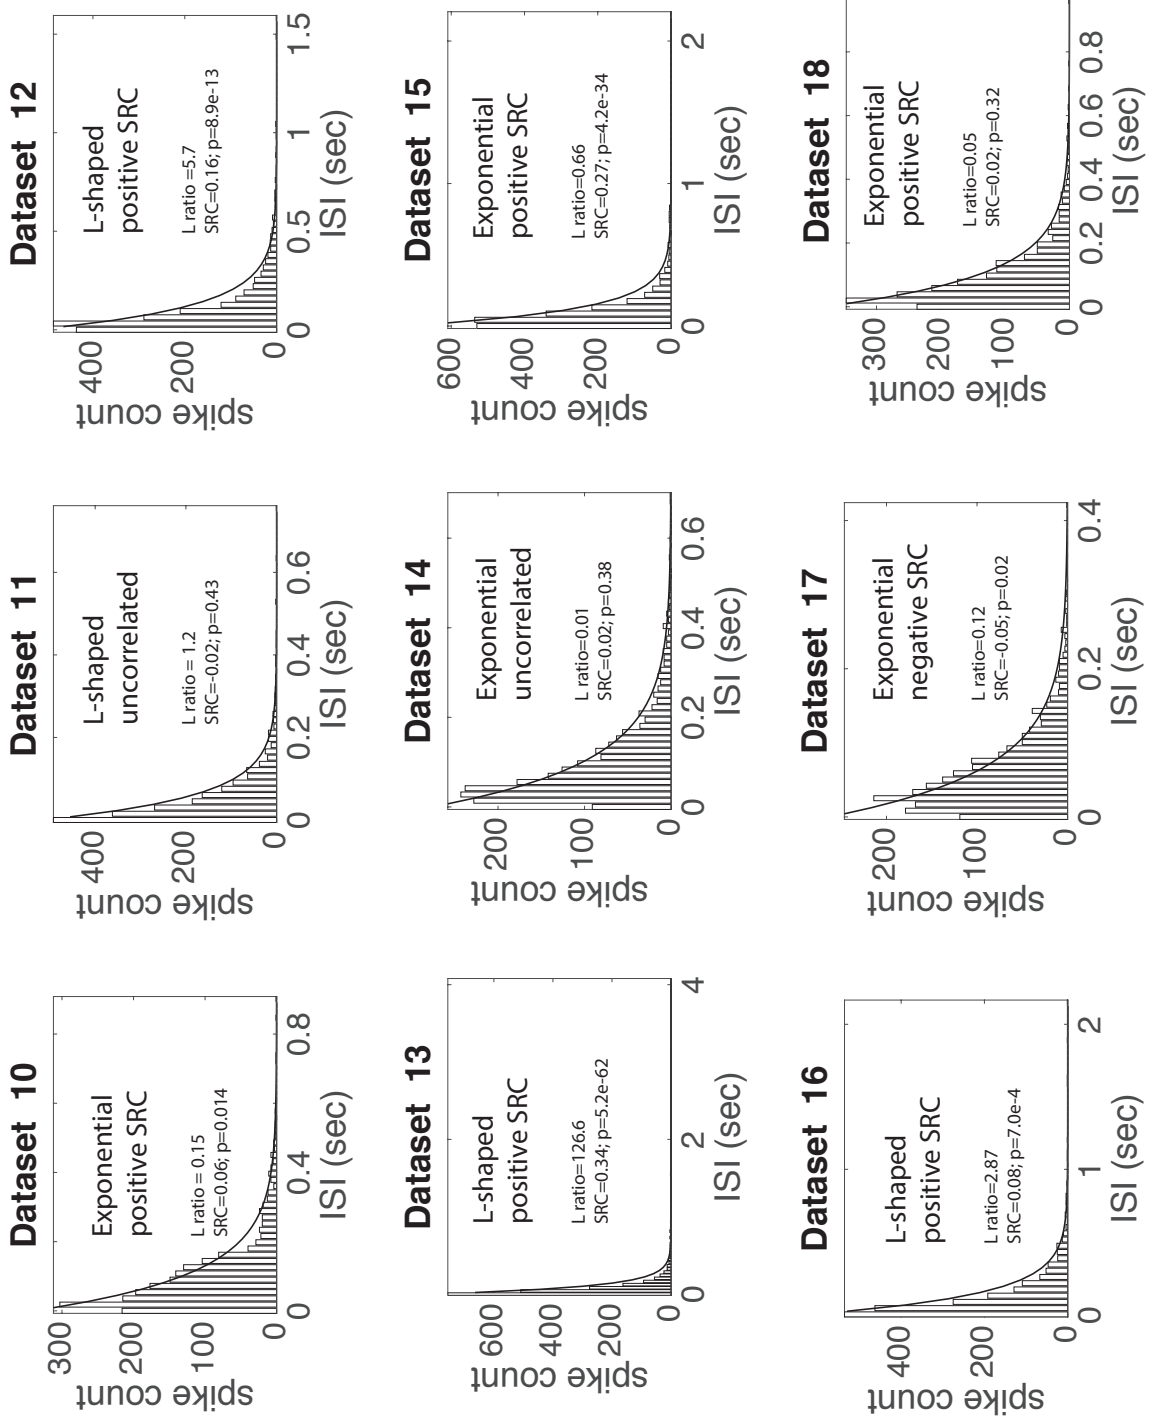 Dataset 10
Exponential
positive SRC
L ratio = 0.15
SRC=0.06; p=0.014
300
200
100
0
spike count
0
0.4
0.8
ISI (sec)
Dataset 11
L-shaped
uncorrelated
L ratio = 1.2
SRC=-0.02; p=0.43
400
200
0
spike count
0
0.2
0.4
0.6
ISI (sec)
Dataset 12
L-shaped
positive SRC
L ratio =5.7
SRC=0.16; p=8.9e-13
400
200
0
spike count
0
0.5
1
1.5
ISI (sec)
Dataset 13
L-shaped
positive SRC
L ratio=126.6
SRC=0.34; p=5.2e-62
600
400
200
0
spike count
0
2
4
ISI (sec)
Dataset 14
Exponential
uncorrelated
L ratio=0.01
SRC=0.02; p=0.38
200
100
0
spike count
0
0.2
0.4
0.6
ISI (sec)
Dataset 15
Exponential
positive SRC
L ratio=0.66
SRC=0.27; p=4.2e-34
600
400
200
0
spike count
0
1
2
ISI (sec)
Dataset 16
L-shaped
positive SRC
L ratio=2.87
SRC=0.08; p=7.0e-4
400
200
0
spike count
0
1
2
ISI (sec)
Dataset 17
Exponential
negative SRC
L ratio=0.12
SRC=-0.05; p=0.02
200
100
0
spike count
0
0.2
0.4
ISI (sec)
Dataset 18
Exponential
positive SRC
L ratio=0.05
SRC=0.02; p=0.32
300
200
100
0
spike count
0
0.2
0.4
0.6
0.8
ISI (sec)